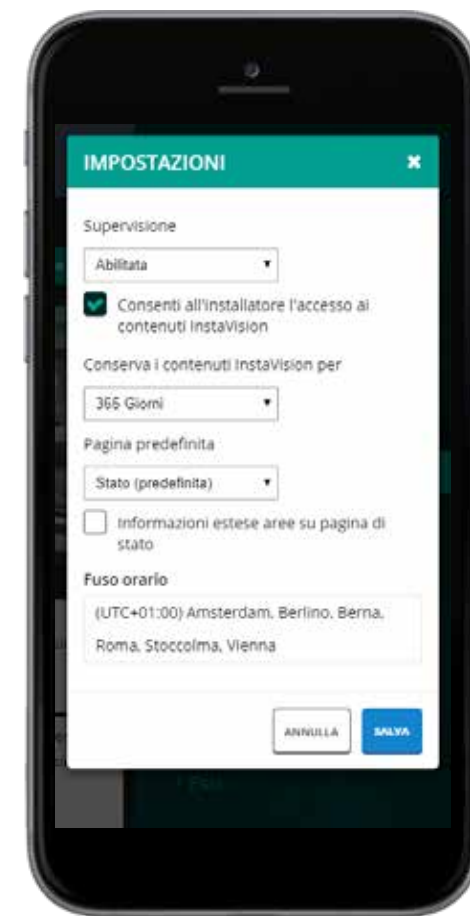 IMPOSTAZIONI
Supervisione
Abilitata
Consenti all'installatore l'accesso ai
contenuti InstaVision
Conserva i contenuti InstaVision per
365 Giorni
Pagina predefinita
Stato (predefinita)
Informazioni estese aree su pagina di
stato
Fuso orario
(UTC+01:00) Amsterdam, Berlino, Berna,
Roma, Stoccolma, Vienna
ANNULLA
SALVA